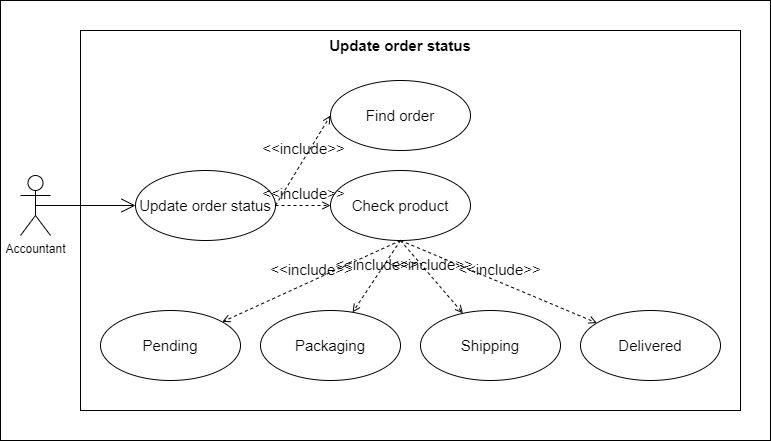 Update order status
Find order
<<include>>
<<include>>
Update order status
Check product
Accountant
<<include>>
<<include>>
<<include>>
<<include>>
Pending
Packaging
Shipping
Delivered